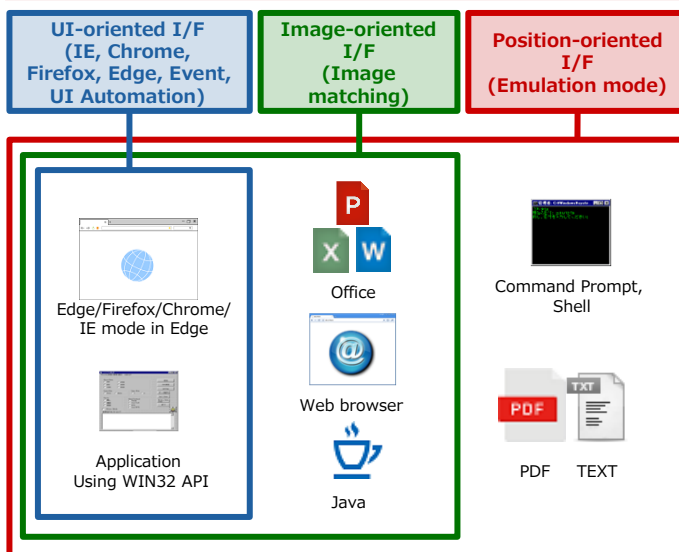 UI-oriented I/F
(IE, Chrome,
Firefox, Edge, Event,
UI Automation)
Image-oriented
I/F
(Image
matching)
Position-oriented
I/F
(Emulation mode)
Edge/Firefox/Chrome/
IE mode in Edge
Application
Using WIN32 API
P
X
W
Office
@
Web browser
Java
Command Prompt,
Shell
PDF
TXT
PDF
TEXT